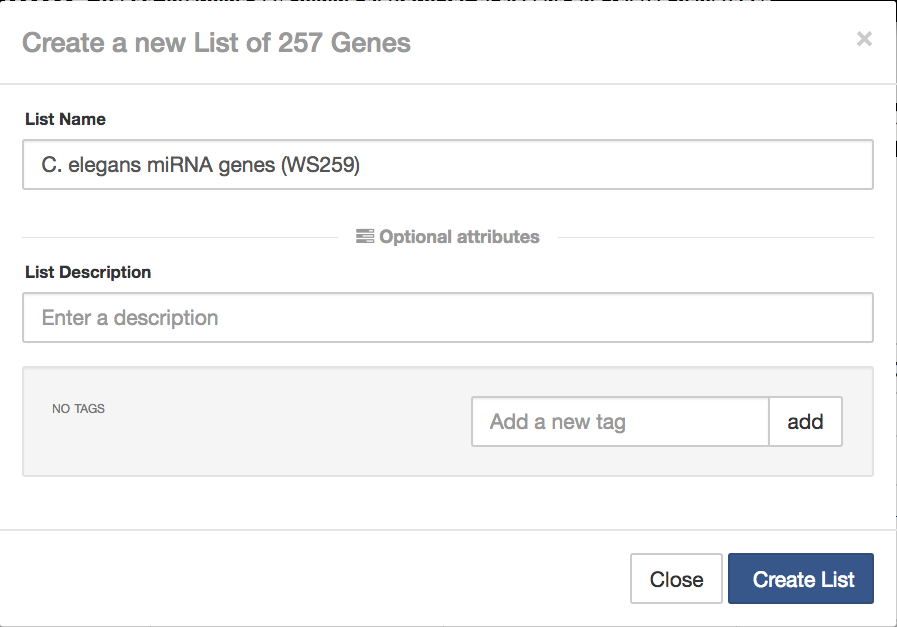 Create a new List of 257 Genes
×
List Name
C. elegans miRNA genes (WS259)
Optional attributes
List Description
Enter a description
NO TAGS
Add a new tag
add
Close
Create List